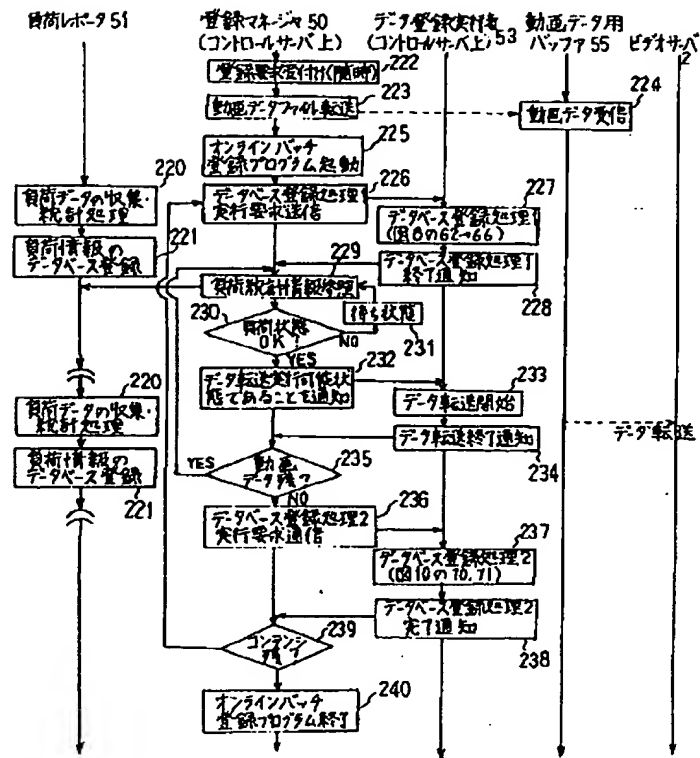 負荷レポータ51
登録マネージャ50
(コントロールサーバ上)
データ登録実行者
(コントロールサーバ上)
53
動画データ用
バッファ55
ビデオサーバ
2
222
登録要求受付け(随時)
223
動画データファイル転送
224
動画データ受信
225
オンラインバッチ
登録プログラム起動
220
負荷データの収集・
統計処理
226
データベース登録処理1
実行要求送信
227
データベース登録処理1
(図8の62→66)
221
負荷情報の
データベース登録
229
負荷統計情報参照
データベース登録処理1
終了通知
228
230
負荷状態
OK?
NO
待ち状態
231
YES
232
220
負荷データの収集・
統計処理
データ転送実行可能状
態であることを通知
233
データ転送開始
データ転送
データ転送終了通知
234
負荷情報の
データベース登録
221
YES
動画
データ残?
235
NO
236
データベース登録処理2
実行要求送信
237
データベース登録処理2
(図10の70,71)
データベース登録処理2
完了通知
238
コンテンツ
残?
239
240
オンラインバッチ
登録プログラム終了